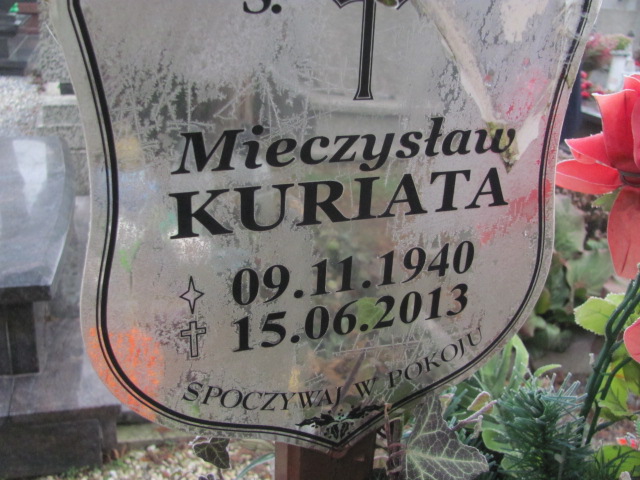 Ś.
Mieczysław
KURIATA
09.11.1940
15.06.2013
SPOCZYWAJ W POKOJU